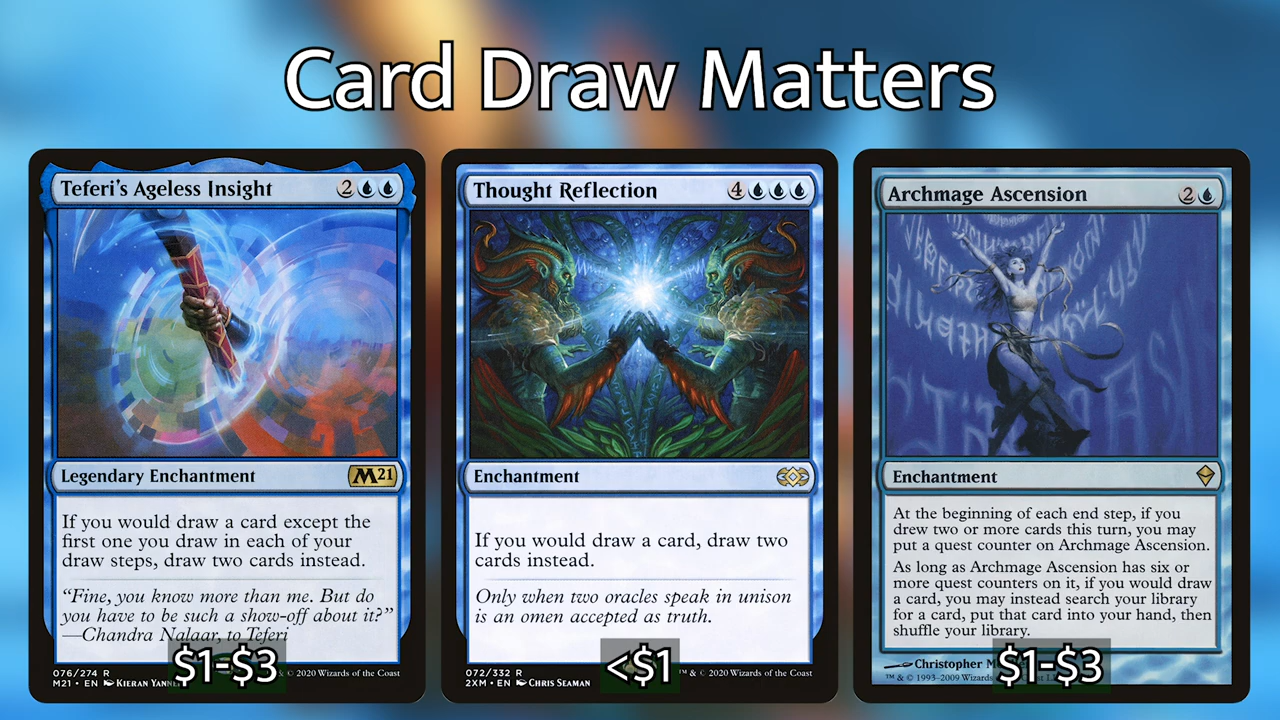 Card Draw Matters
Teferi's Ageless Insight 2
Legendary Enchantment M21
If you would draw a card except the
first one you draw in each of your
draw steps, draw two cards instead.
"Fine, you know more than me. But do
you have to be such a show-off about it?"
—Chandra Nalaar, to Teferi
076/274 R
M21 • EN KIERAN
© 2020 Wizards of the Coast
$1-$3
Thought Reflection 4
Enchantment
If you would draw a card, draw two
cards instead.
Only when two oracles speak in unison
is an omen accepted as truth.
072/332 R
2XM • EN CHRIS SEAMAN
™ & © 2020 Wizards of the Coast
<$1
Archmage Ascension 2
Enchantment
At the beginning of each end step, if you
drew two or more cards this turn, you may
put a quest counter on Archmage Ascension.
As long as Archmage Ascension has six or
more quest counters on it, if you would draw
a card, you may instead search your library
for a card, put that card into your hand, then
shuffle your library.
Christopher
™ & © 1993–2009 Wizards
$1-$3